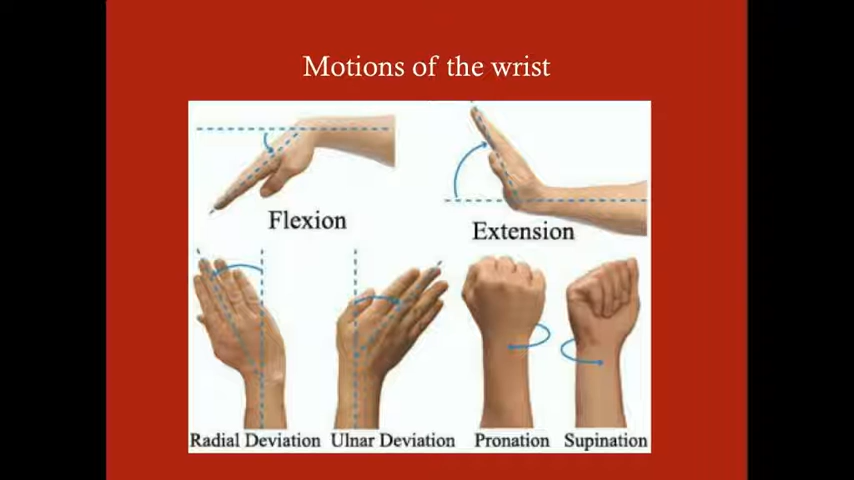 Motions of the wrist
Flexion
Extension
Radial Deviation
Ulnar Deviation
Pronation
Supination